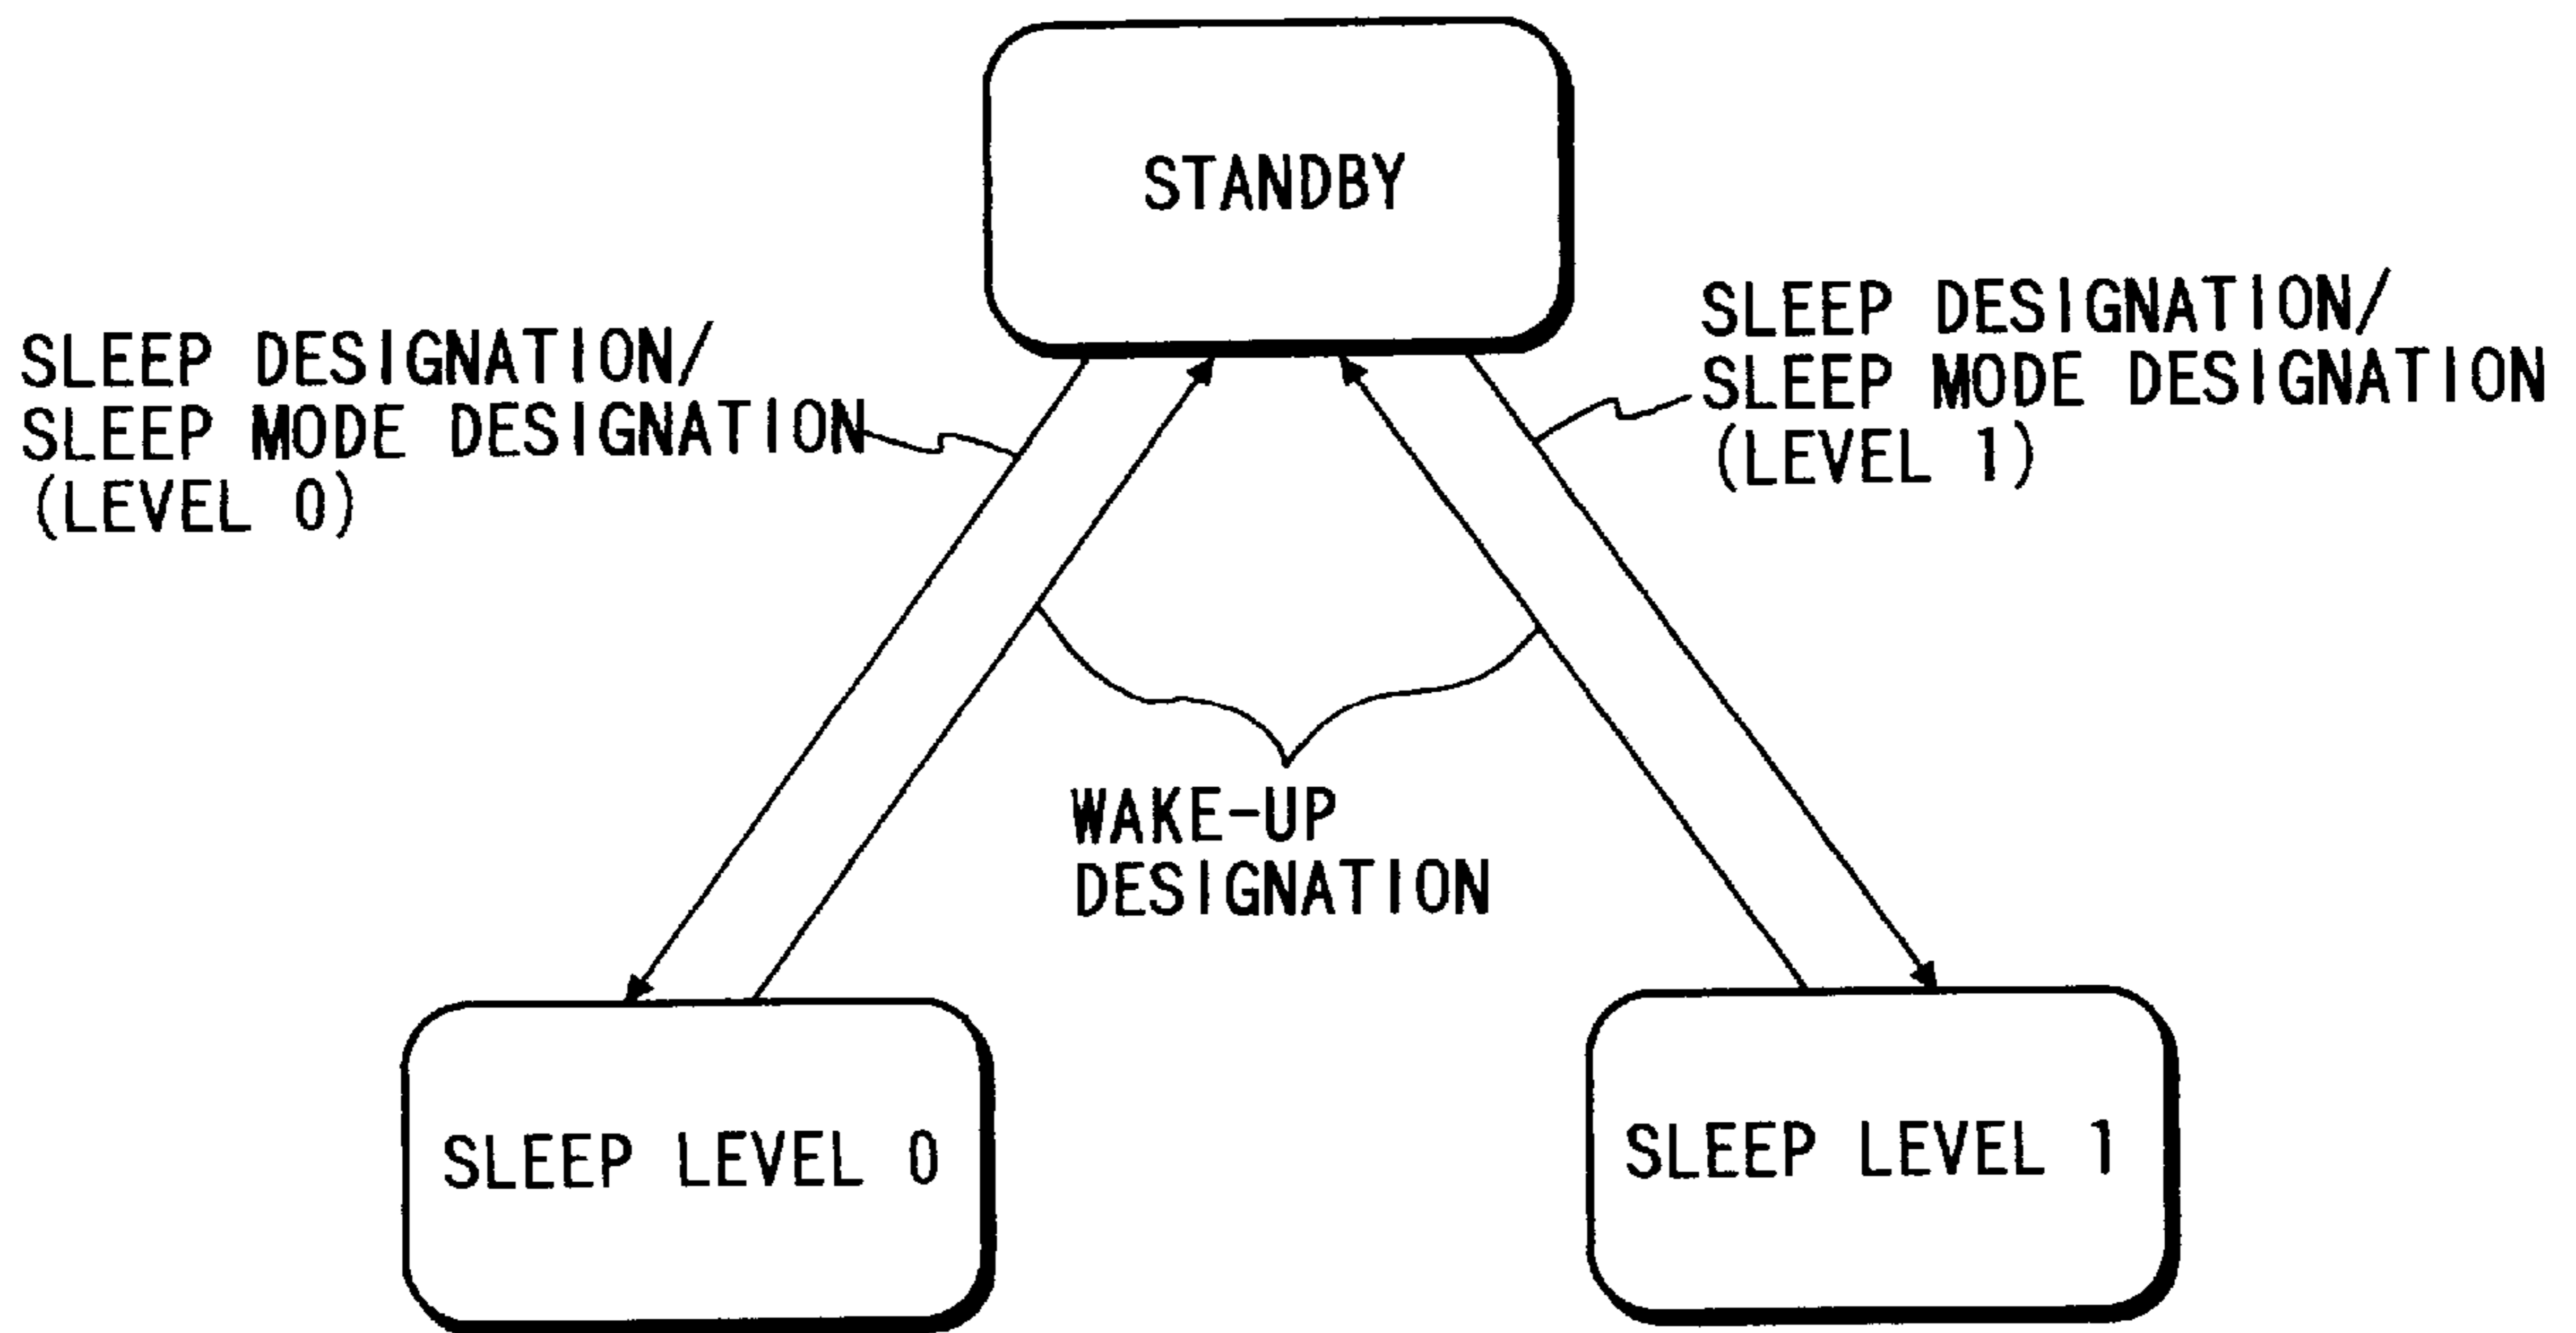 STANDBY
SLEEP DESIGNATION/
SLEEP MODE DESIGNATION
(LEVEL 0)
SLEEP DESIGNATION/
SLEEP MODE DESIGNATION
(LEVEL 1)
WAKE-UP
DESIGNATION
SLEEP LEVEL 0
SLEEP LEVEL 1